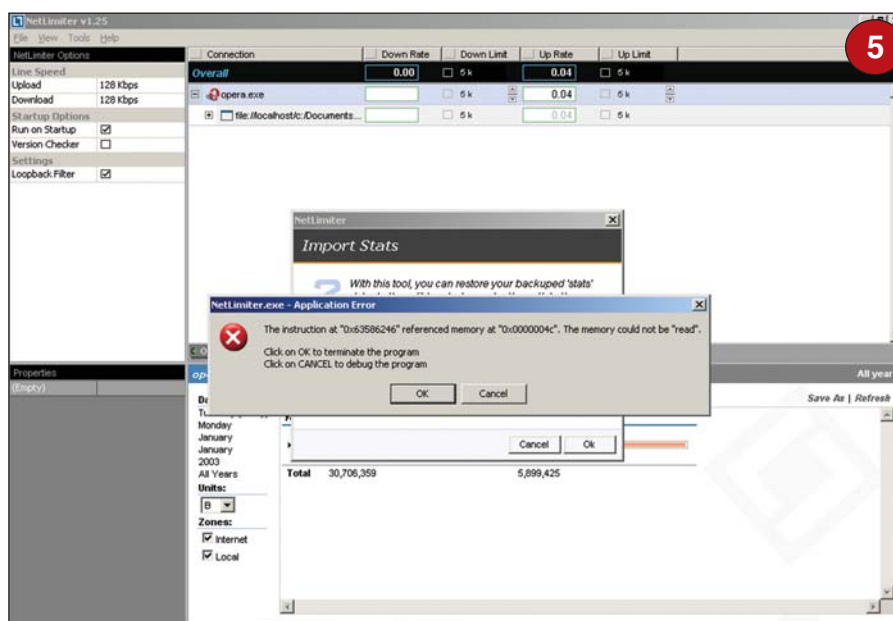 NetLimiter v1.25
File View Tools Help
5
NetLimiter Options
Line Speed
Upload 128 Kbps
Download 128 Kbps
Startup Options
Run on Startup
Version Checker
Settings
Loopback Filter
Connection Down Rate Down Limit Up Rate Up Limit
Overall 0.00 5 k 0.04 5 k
opera.exe 5 k 0.04 5 k
file://localhost/c:/Documents... 5 k 0.04 5 k
NetLimiter
Import Stats
With this tool, you can restore your backuped 'stats'
NetLimiter.exe - Application Error
The instruction at "0x63586246" referenced memory at "0x0000004c". The memory could not be "read".
Click on OK to terminate the program
Click on CANCEL to debug the program
OK Cancel
Cancel Ok
Properties
(Empty)
All year
Save As | Refresh
Monday
January
January
2003
All Years
Units:
B
Zones:
Internet
Local
Total 30,706,359 5,899,425